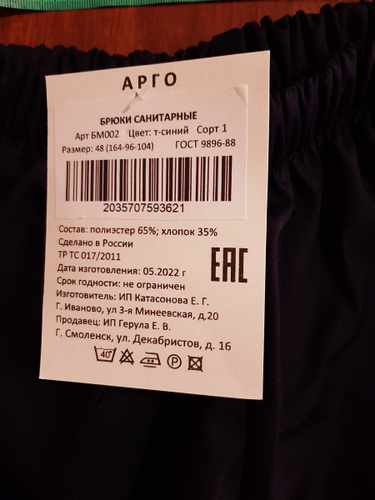 АРГО
БРЮКИ САНИТАРНЫЕ
Арт БМ002 Цвет: т-синий Сорт 1
Размер: 48 (164-96-104) ГОСТ 9896-88
2035707593621
Состав: полиэстер 65%; хлопок 35%
Сделано в России
ТР ТС 017/2011
Дата изготовления: 05.2022 г
Срок годности: не ограничен
EAC
Изготовитель: ИП Катасонова Е. Г.
Г. Иваново, ул 3-я Минеевская, д.20
Продавец: ИП Герула Е. В.
Г. Смоленск, ул. Декабристов, д. 16
40° P